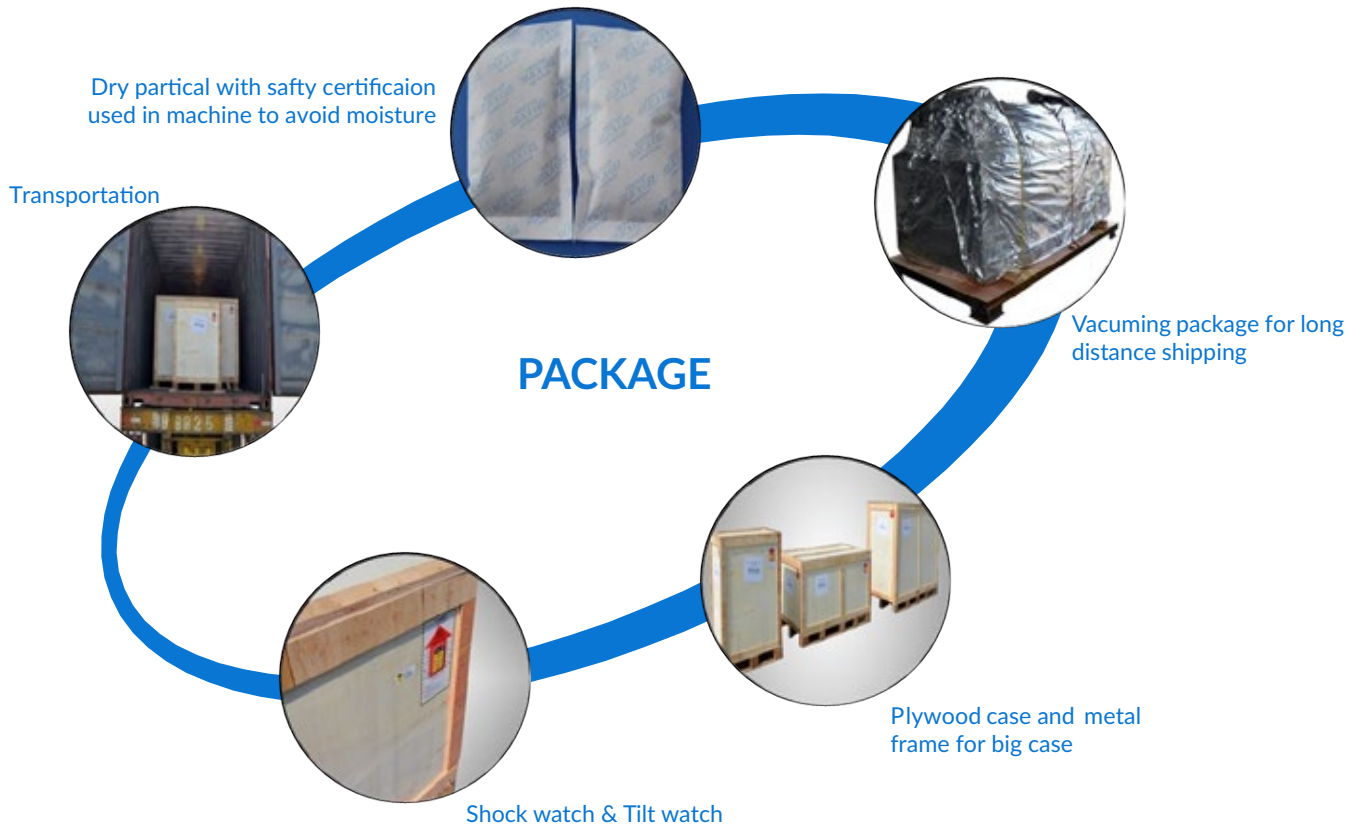 Dry partical with safty certificaion
used in machine to avoid moisture
Transportation
PACKAGE
Vacuming package for long
distance shipping
Plywood case and metal
frame for big case
Shock watch & Tilt watch